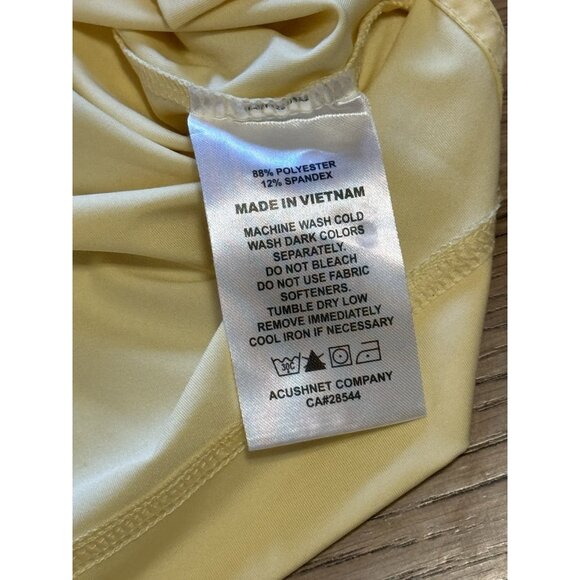 88% POLYESTER
12% SPANDEX
MADE IN VIETNAM
MACHINE WASH COLD
WASH DARK COLORS
SEPARATELY.
DO NOT BLEACH
DO NOT USE FABRIC
SOFTENERS.
TUMBLE DRY LOW
REMOVE IMMEDIATELY
COOL IRON IF NECESSARY
30C
ACUSHNET COMPANY
CA#28544